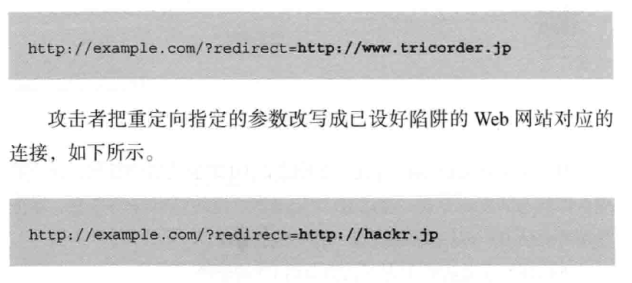 http://example.com/?redirect=http://www.tricorder.jp
攻击者把重定向指定的参数改写成已设好陷阱的 Web 网站对应的
连接，如下所示。
http://example.com/?redirect=http://hackr.jp